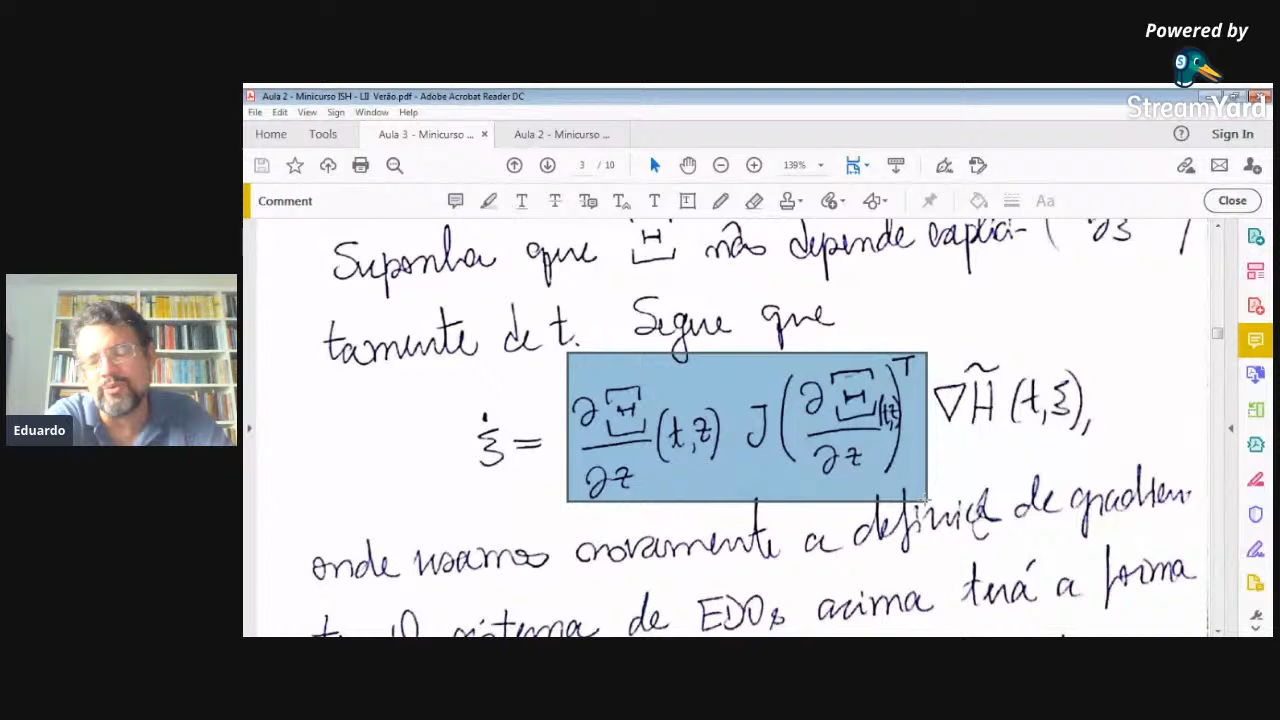 Powered by
StreamYard
Aula 2 - Minicurso ISH - LII Verão.pdf - Adobe Acrobat Reader DC
File Edit View Sign Window Help
Home Tools Aula 3 - Minicurso ... × Aula 2 - Minicurso ... Sign In
3 / 10 139%
Comment Close
Suponha que Ξ não depende explici-
tamente de t. Segue que
ξ̇ = ∂Ξ/∂z (t,z) J (∂Ξ/∂z (t,z))^T ∇H̃ (t,ξ),
onde usamos novamente a de gradien-
sistema de EDOs acima terá a forma
Eduardo